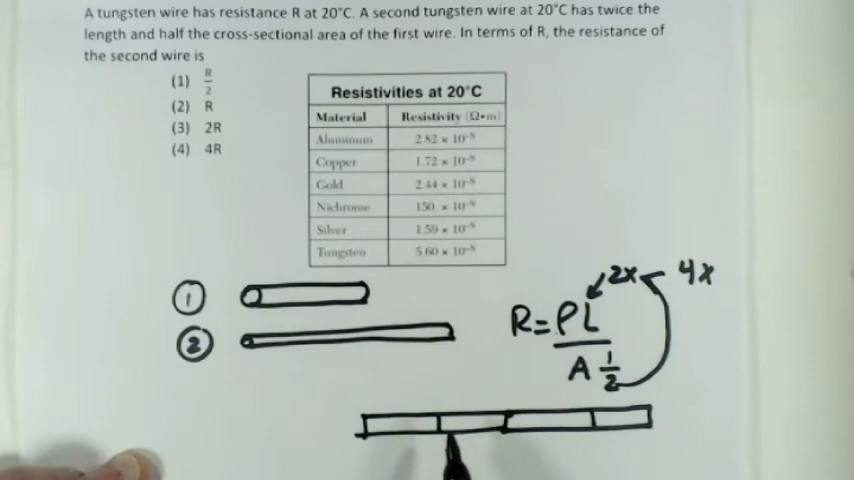 A tungsten wire has resistance R at 20°C. A second tungsten wire at 20°C has twice the
length and half the cross-sectional area of the first wire. In terms of R, the resistance of
the second wire is
(1) R/2
(2) R
(3) 2R
(4) 4R
Resistivities at 20°C
Material Resistivity (Ω•m)
Aluminum 2.82 × 10⁻⁸
Copper 1.72 × 10⁻⁸
Gold 2.44 × 10⁻⁸
Nichrome 150. × 10⁻⁸
Silver 1.59 × 10⁻⁸
Tungsten 5.60 × 10⁻⁸
1
2
2x 4x
R = ρL
A 1/2